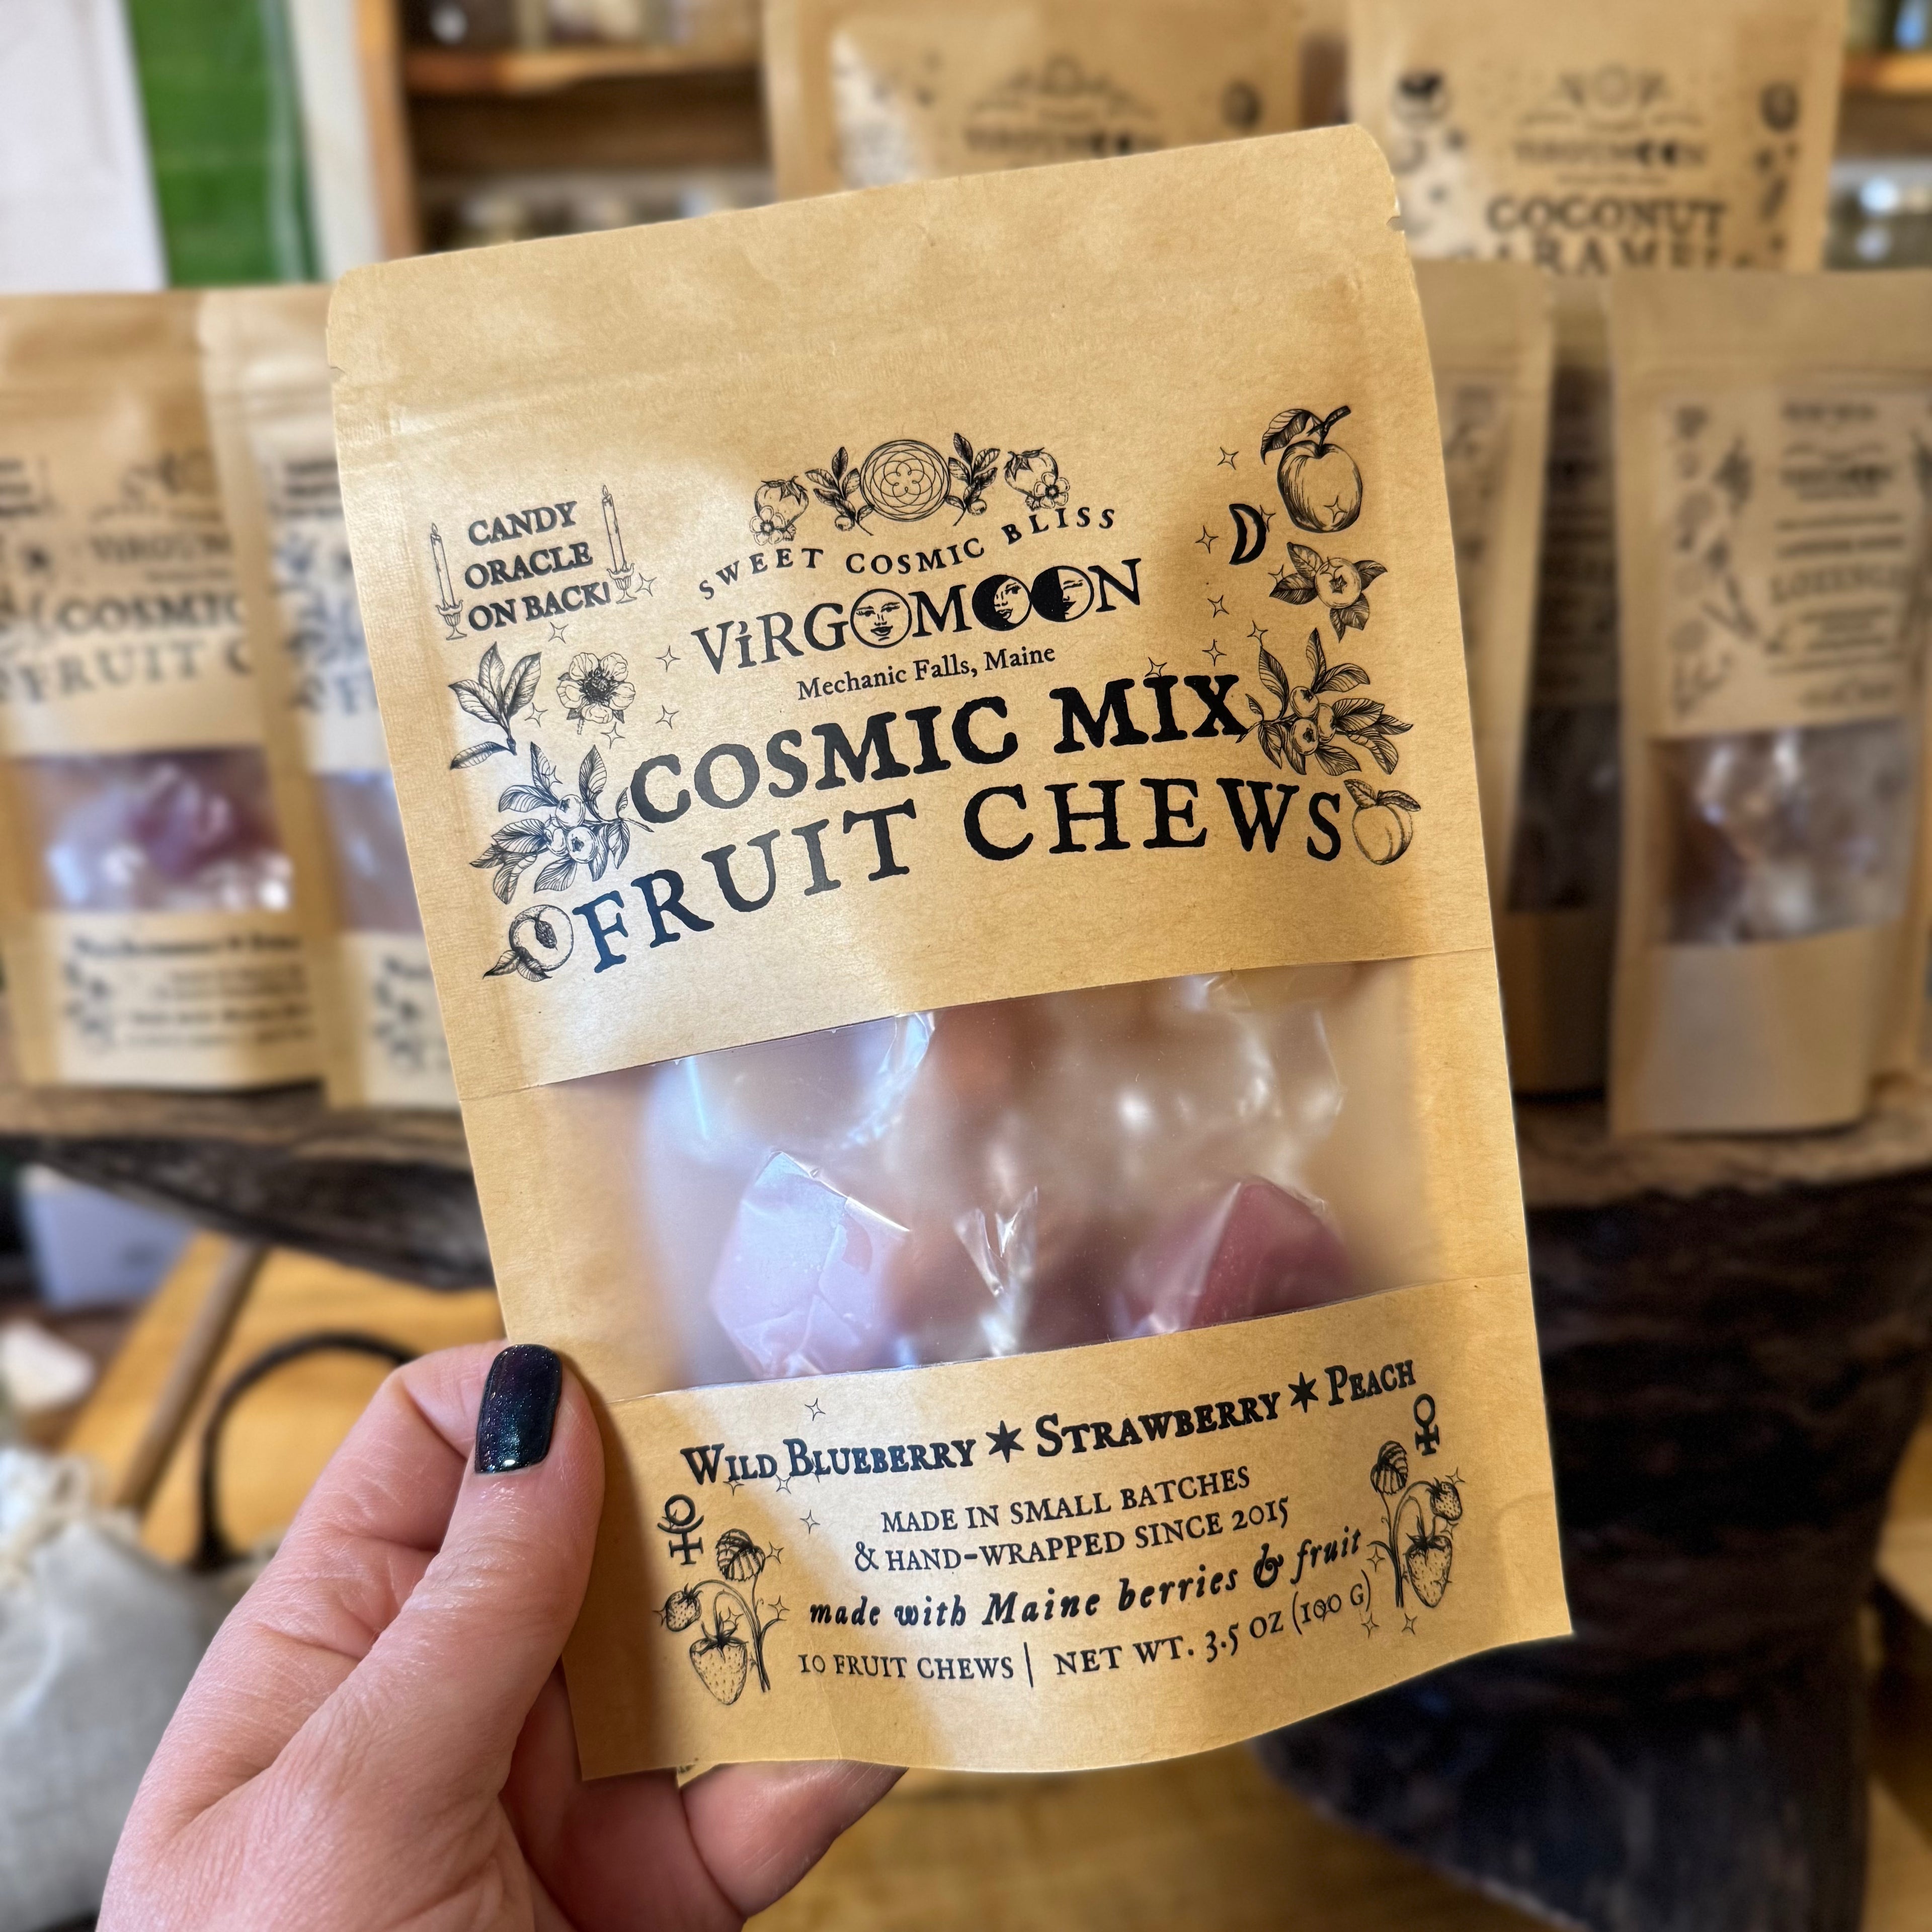 CANDY
ORACLE
ON BACK!
SWEET COSMIC BLISS
ViRGOMOON
Mechanic Falls, Maine
COSMIC MIX
FRUIT CHEWS
WILD BLUEBERRY ✶ STRAWBERRY ✶ PEACH
MADE IN SMALL BATCHES
& HAND-WRAPPED SINCE 2015
made with Maine berries & fruit
10 FRUIT CHEWS | NET WT. 3.5 OZ (100 G)
VIRGOMOON
COCONUT
CARAMEL
COSMIC
FRUIT C